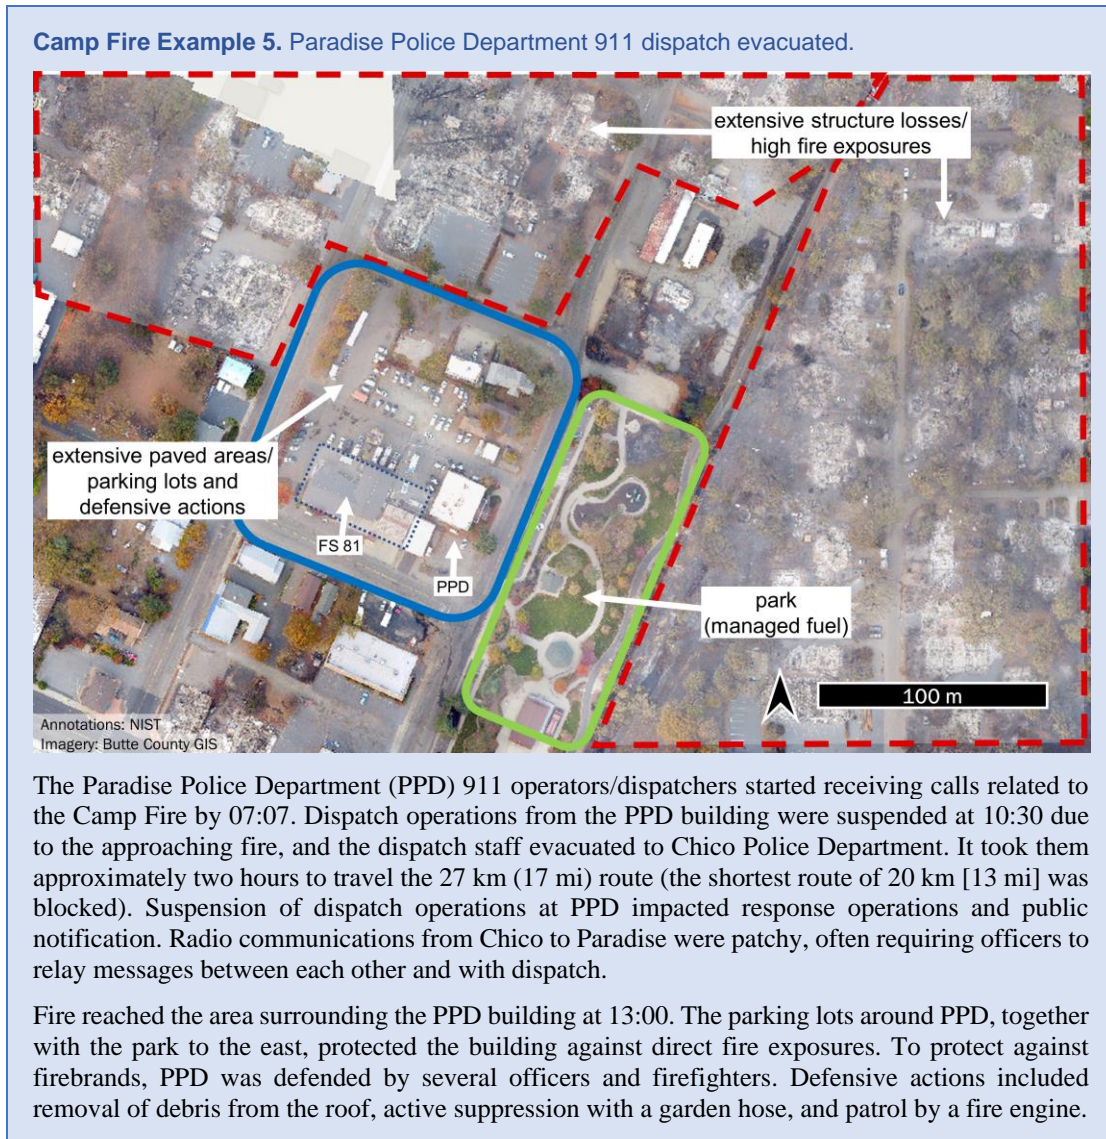 Camp Fire Example 5. Paradise Police Department 911 dispatch evacuated.
extensive structure losses/
high fire exposures
extensive paved areas/
parking lots and
defensive actions
FS 81
PPD
park
(managed fuel)
100 m
Annotations: NIST
Imagery: Butte County GIS
The Paradise Police Department (PPD) 911 operators/dispatchers started receiving calls related to
the Camp Fire by 07:07. Dispatch operations from the PPD building were suspended at 10:30 due
to the approaching fire, and the dispatch staff evacuated to Chico Police Department. It took them
approximately two hours to travel the 27 km (17 mi) route (the shortest route of 20 km [13 mi] was
blocked). Suspension of dispatch operations at PPD impacted response operations and public
notification. Radio communications from Chico to Paradise were patchy, often requiring officers to
relay messages between each other and with dispatch.
Fire reached the area surrounding the PPD building at 13:00. The parking lots around PPD, together
with the park to the east, protected the building against direct fire exposures. To protect against
firebrands, PPD was defended by several officers and firefighters. Defensive actions included
removal of debris from the roof, active suppression with a garden hose, and patrol by a fire engine.